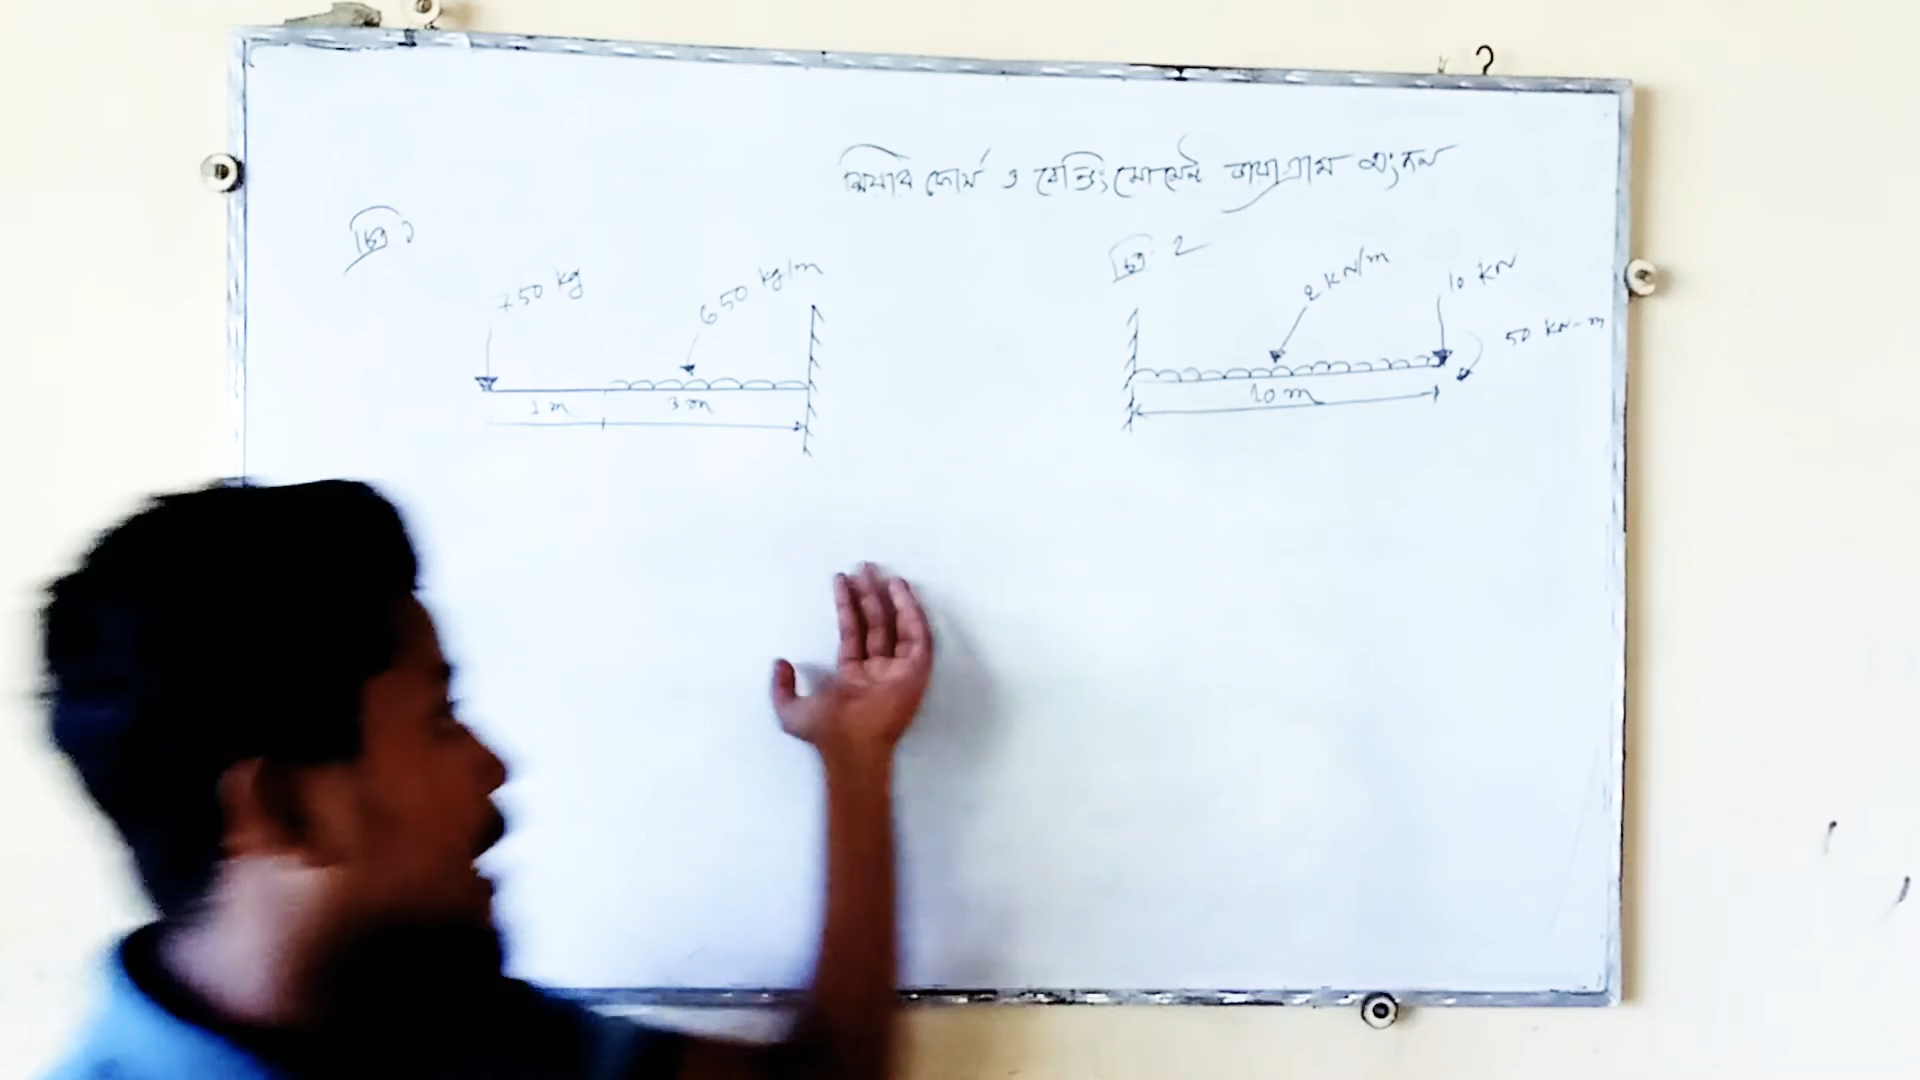 শিয়ার ফোর্স ও বেন্ডিং মোমেন্ট ডায়াগ্রাম অংকন
চিত্র ১
750 kg
650 kg/m
1 m
3 m
চিত্র 2
2 kN/m
10 kN
50 kN-m
10 m